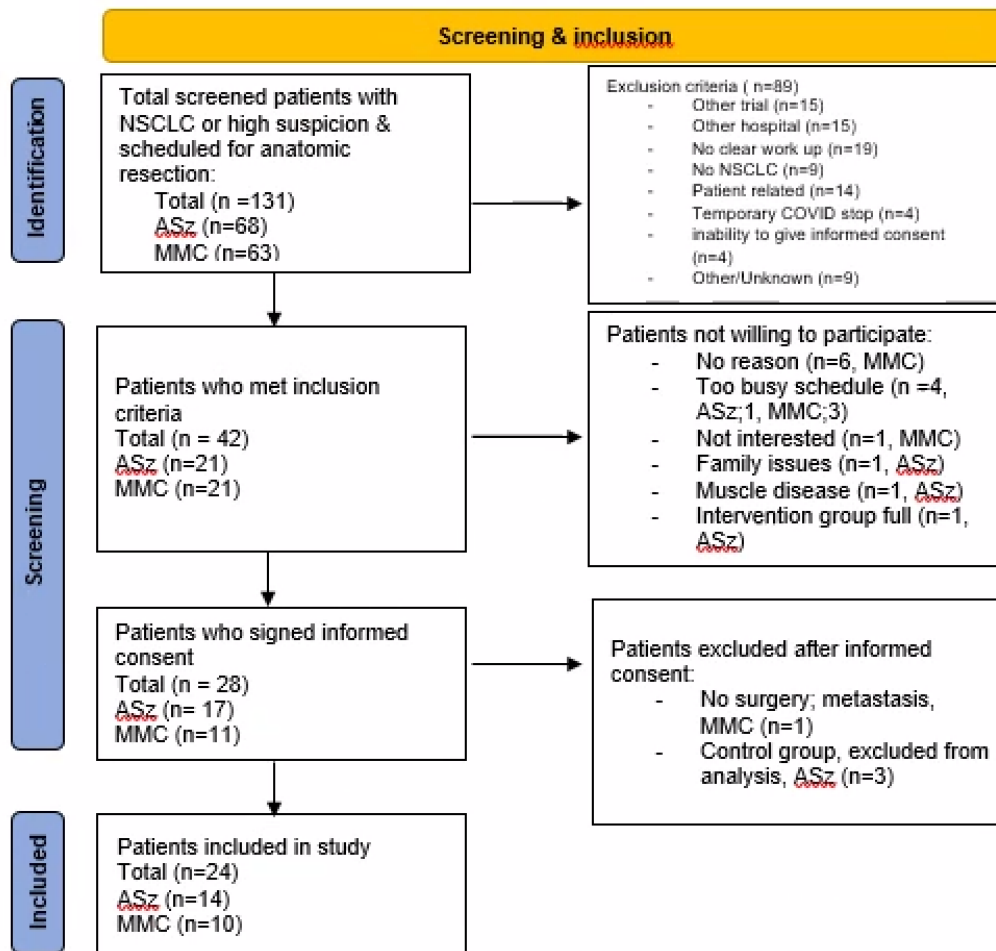 Screening & inclusion
Identification
Total screened patients with
NSCLC or high suspicion &
scheduled for anatomic
resection:
Total (n =131)
ASz (n=68)
MMC (n=63)
Exclusion criteria ( n=89)
- Other trial (n=15)
- Other hospital (n=15)
- No clear work up (n=19)
- No NSCLC (n=9)
- Patient related (n=14)
- Temporary COVID stop (n=4)
- inability to give informed consent
(n=4)
- Other/Unknown (n=9)
Screening
Patients who met inclusion
criteria
Total (n = 42)
ASz (n=21)
MMC (n=21)
Patients not willing to participate:
- No reason (n=6, MMC)
- Too busy schedule (n =4,
ASz;1, MMC;3)
- Not interested (n=1, MMC)
- Family issues (n=1, ASz)
- Muscle disease (n=1, ASz)
- Intervention group full (n=1,
ASz)
Patients who signed informed
consent
Total (n = 28)
ASz (n= 17)
MMC (n=11)
Patients excluded after informed
consent:
- No surgery; metastasis,
MMC (n=1)
- Control group, excluded from
analysis, ASz (n=3)
Included
Patients included in study
Total (n=24)
ASz (n=14)
MMC (n=10)